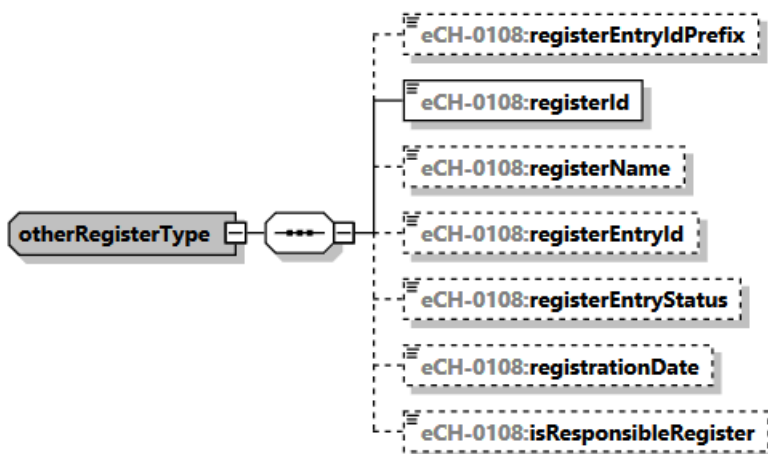 eCH-0108:registerEntryIdPrefix
eCH-0108:registerId
eCH-0108:registerName
otherRegisterType
eCH-0108:registerEntryId
eCH-0108:registerEntryStatus
eCH-0108:registrationDate
eCH-0108:isResponsibleRegister